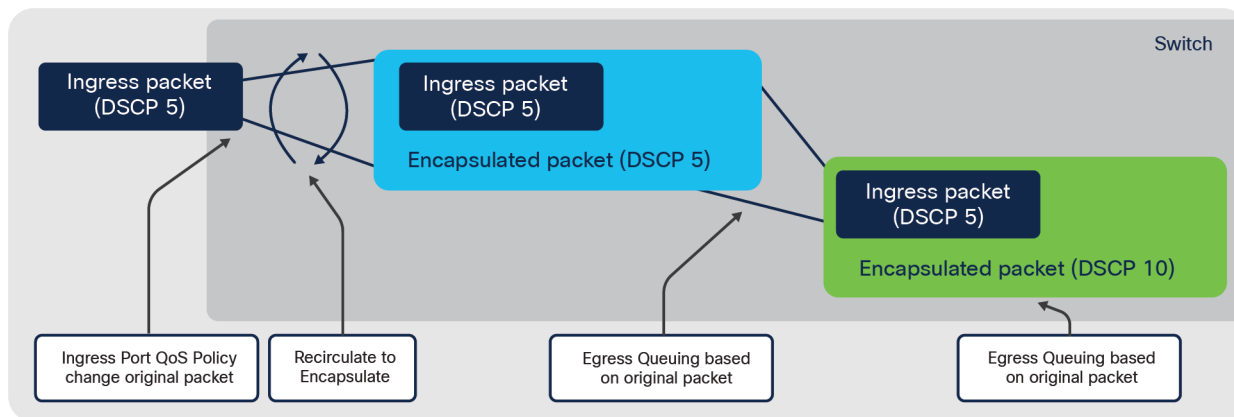 Switch
Ingress packet
(DSCP 5)
Ingress packet
(DSCP 5)
Encapsulated packet (DSCP 5)
Ingress packet
(DSCP 5)
Encapsulated packet (DSCP 10)
Ingress Port QoS Policy
change original packet
Recirculate to
Encapsulate
Egress Queuing based
on original packet
Egress Queuing based
on original packet